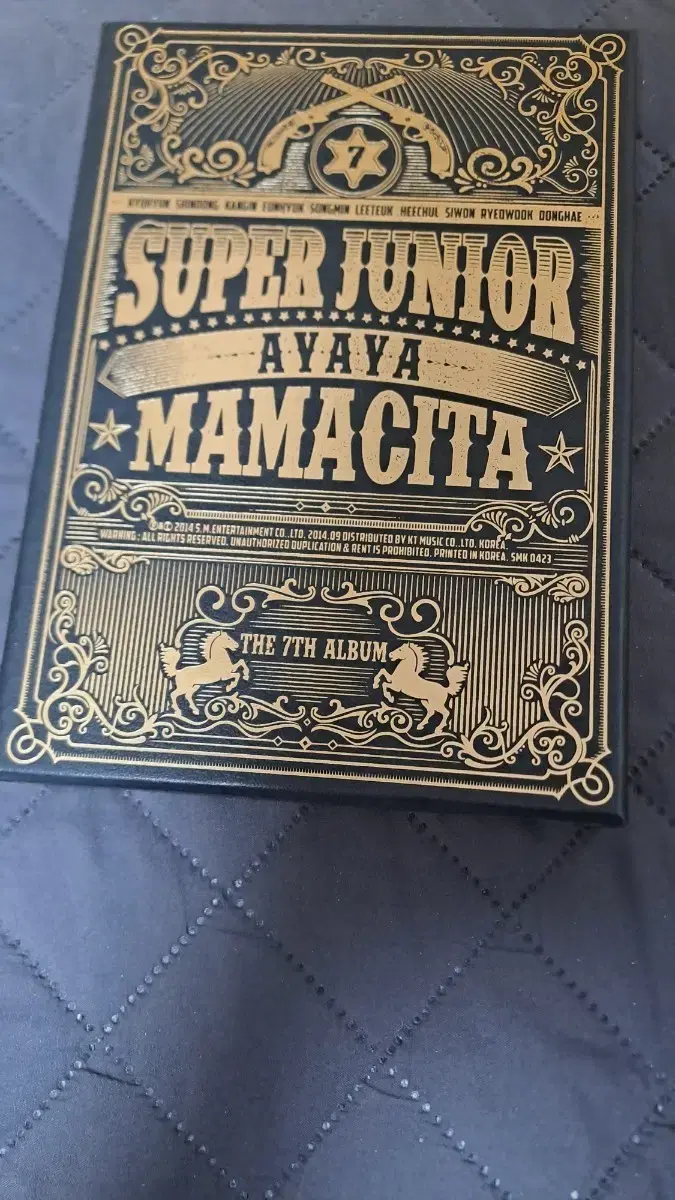 7
KYUHYUN SHINDONG KANGIN EUNHYUK SUNGMIN LEETEUK HEECHUL SIWON RYEOWOOK DONGHAE
SUPER JUNIOR
AYAYA
MAMACITA
Ⓟ&Ⓒ 2014 S.M.ENTERTAINMENT CO.,LTD. 2014.09 DISTRIBUTED BY KT MUSIC CO.,LTD, KOREA.
WARNING : ALL RIGHTS RESERVED. UNAUTHORIZED DUPLICATION & RENT IS PROHIBITED. PRINTED IN KOREA. SMK 0423
THE 7TH ALBUM